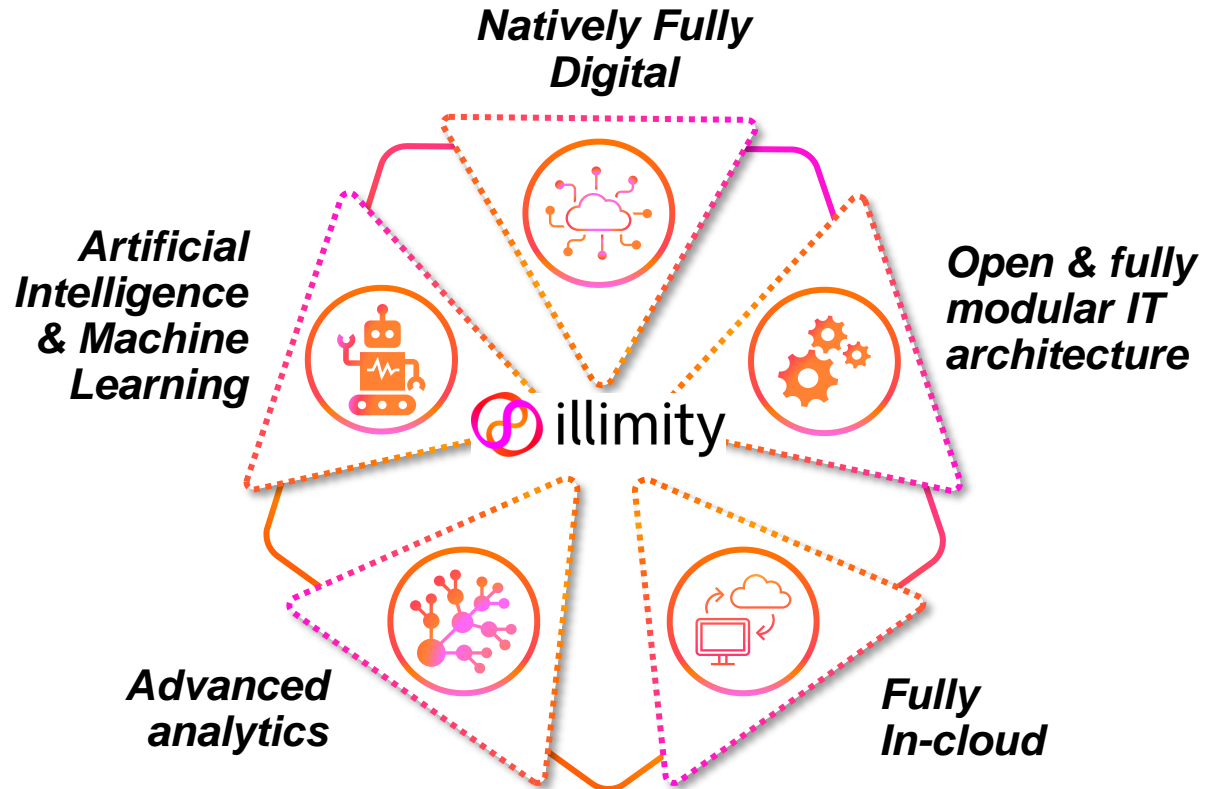 Natively Fully
Digital
Artificial
Intelligence
& Machine
Learning
Open & fully
modular IT
architecture
illimity
Advanced
analytics
Fully
In-cloud